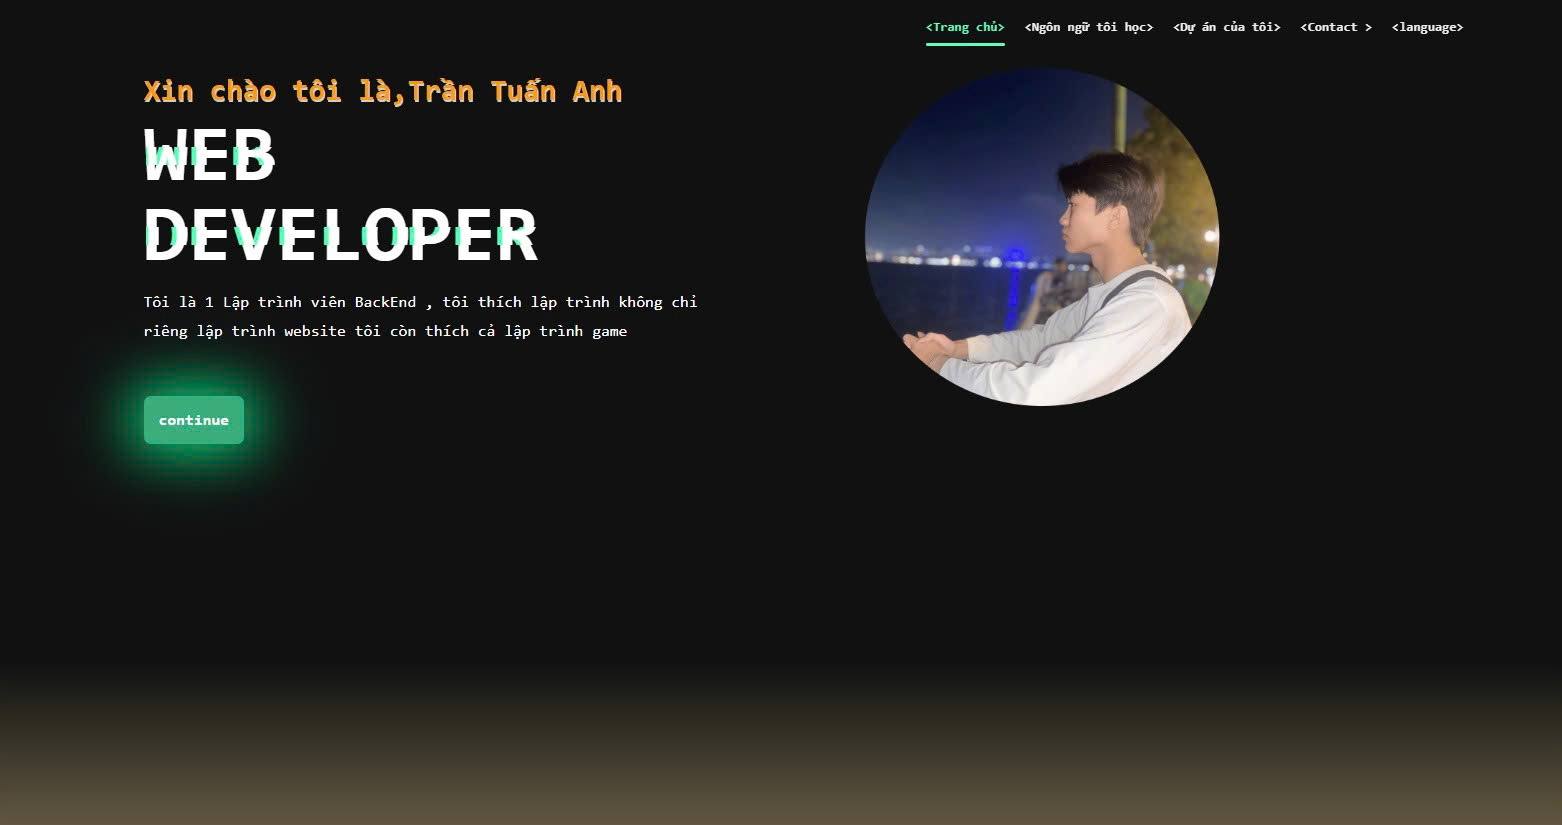 <Trang chủ> <Ngôn ngữ tôi học> <Dự án của tôi> <Contact > <language>
Xin chào tôi là,Trần Tuấn Anh
WEB
DEVELOPER
Tôi là 1 Lập trình viên BackEnd , tôi thích lập trình không chỉ
riêng lập trình website tôi còn thích cả lập trình game
continue